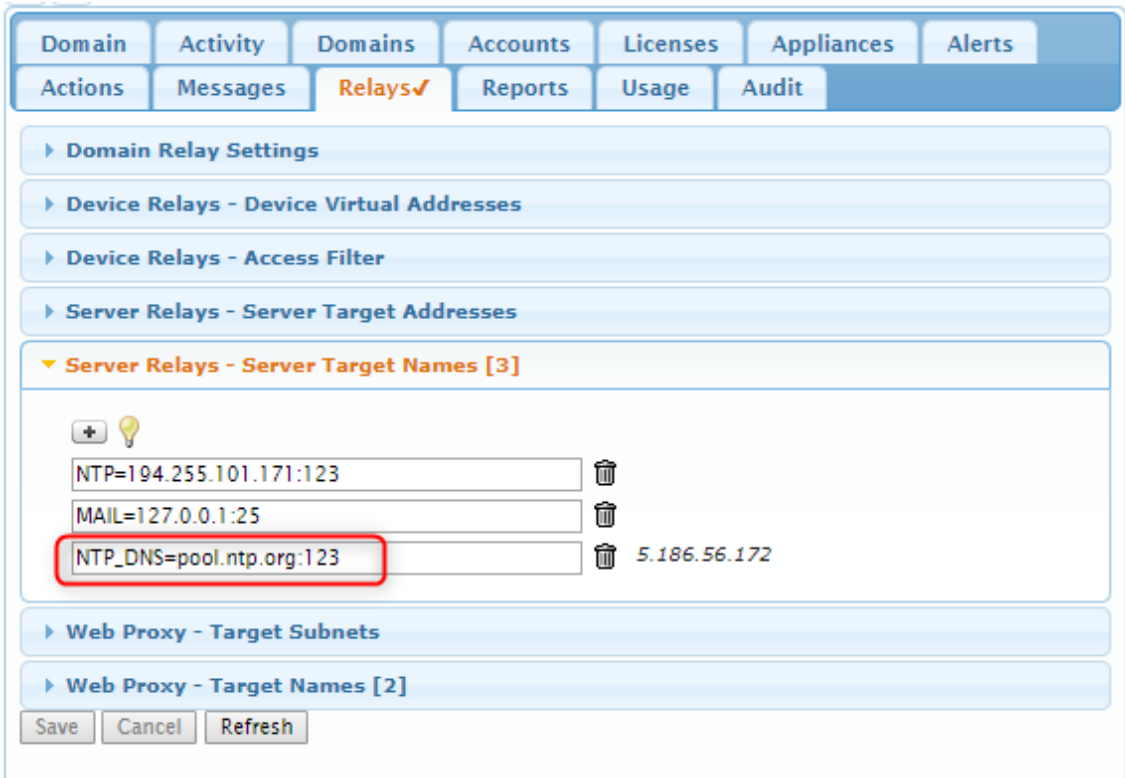 Domain Activity Domains Accounts Licenses Appliances Alerts
Actions Messages Relays✔ Reports Usage Audit
Domain Relay Settings
Device Relays - Device Virtual Addresses
Device Relays - Access Filter
Server Relays - Server Target Addresses
Server Relays - Server Target Names [3]
+
NTP=194.255.101.171:123
MAIL=127.0.0.1:25
NTP_DNS=pool.ntp.org:123 5.186.56.172
Web Proxy - Target Subnets
Web Proxy - Target Names [2]
Save Cancel Refresh